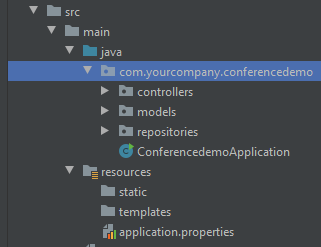 src
main
java
com.yourcompany.conferencedemo
controllers
models
repositories
ConferencedemoApplication
resources
static
templates
application.properties